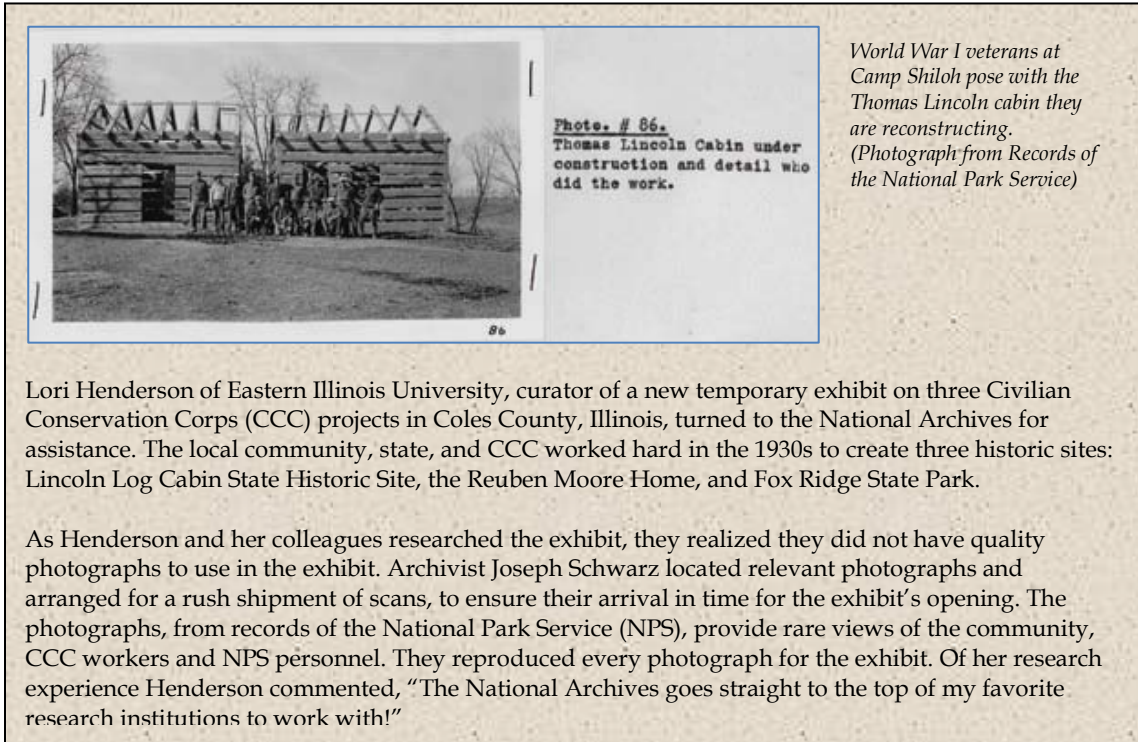 World War I veterans at
Camp Shiloh pose with the
Thomas Lincoln cabin they
are reconstructing.
(Photograph from Records of
the National Park Service)
Photo. # 86.
Thomas Lincoln Cabin under
construction and detail who
did the work.
86
Lori Henderson of Eastern Illinois University, curator of a new temporary exhibit on three Civilian
Conservation Corps (CCC) projects in Coles County, Illinois, turned to the National Archives for
assistance. The local community, state, and CCC worked hard in the 1930s to create three historic sites:
Lincoln Log Cabin State Historic Site, the Reuben Moore Home, and Fox Ridge State Park.
As Henderson and her colleagues researched the exhibit, they realized they did not have quality
photographs to use in the exhibit. Archivist Joseph Schwarz located relevant photographs and
arranged for a rush shipment of scans, to ensure their arrival in time for the exhibit's opening. The
photographs, from records of the National Park Service (NPS), provide rare views of the community,
CCC workers and NPS personnel. They reproduced every photograph for the exhibit. Of her research
experience Henderson commented, “The National Archives goes straight to the top of my favorite
research institutions to work with!”